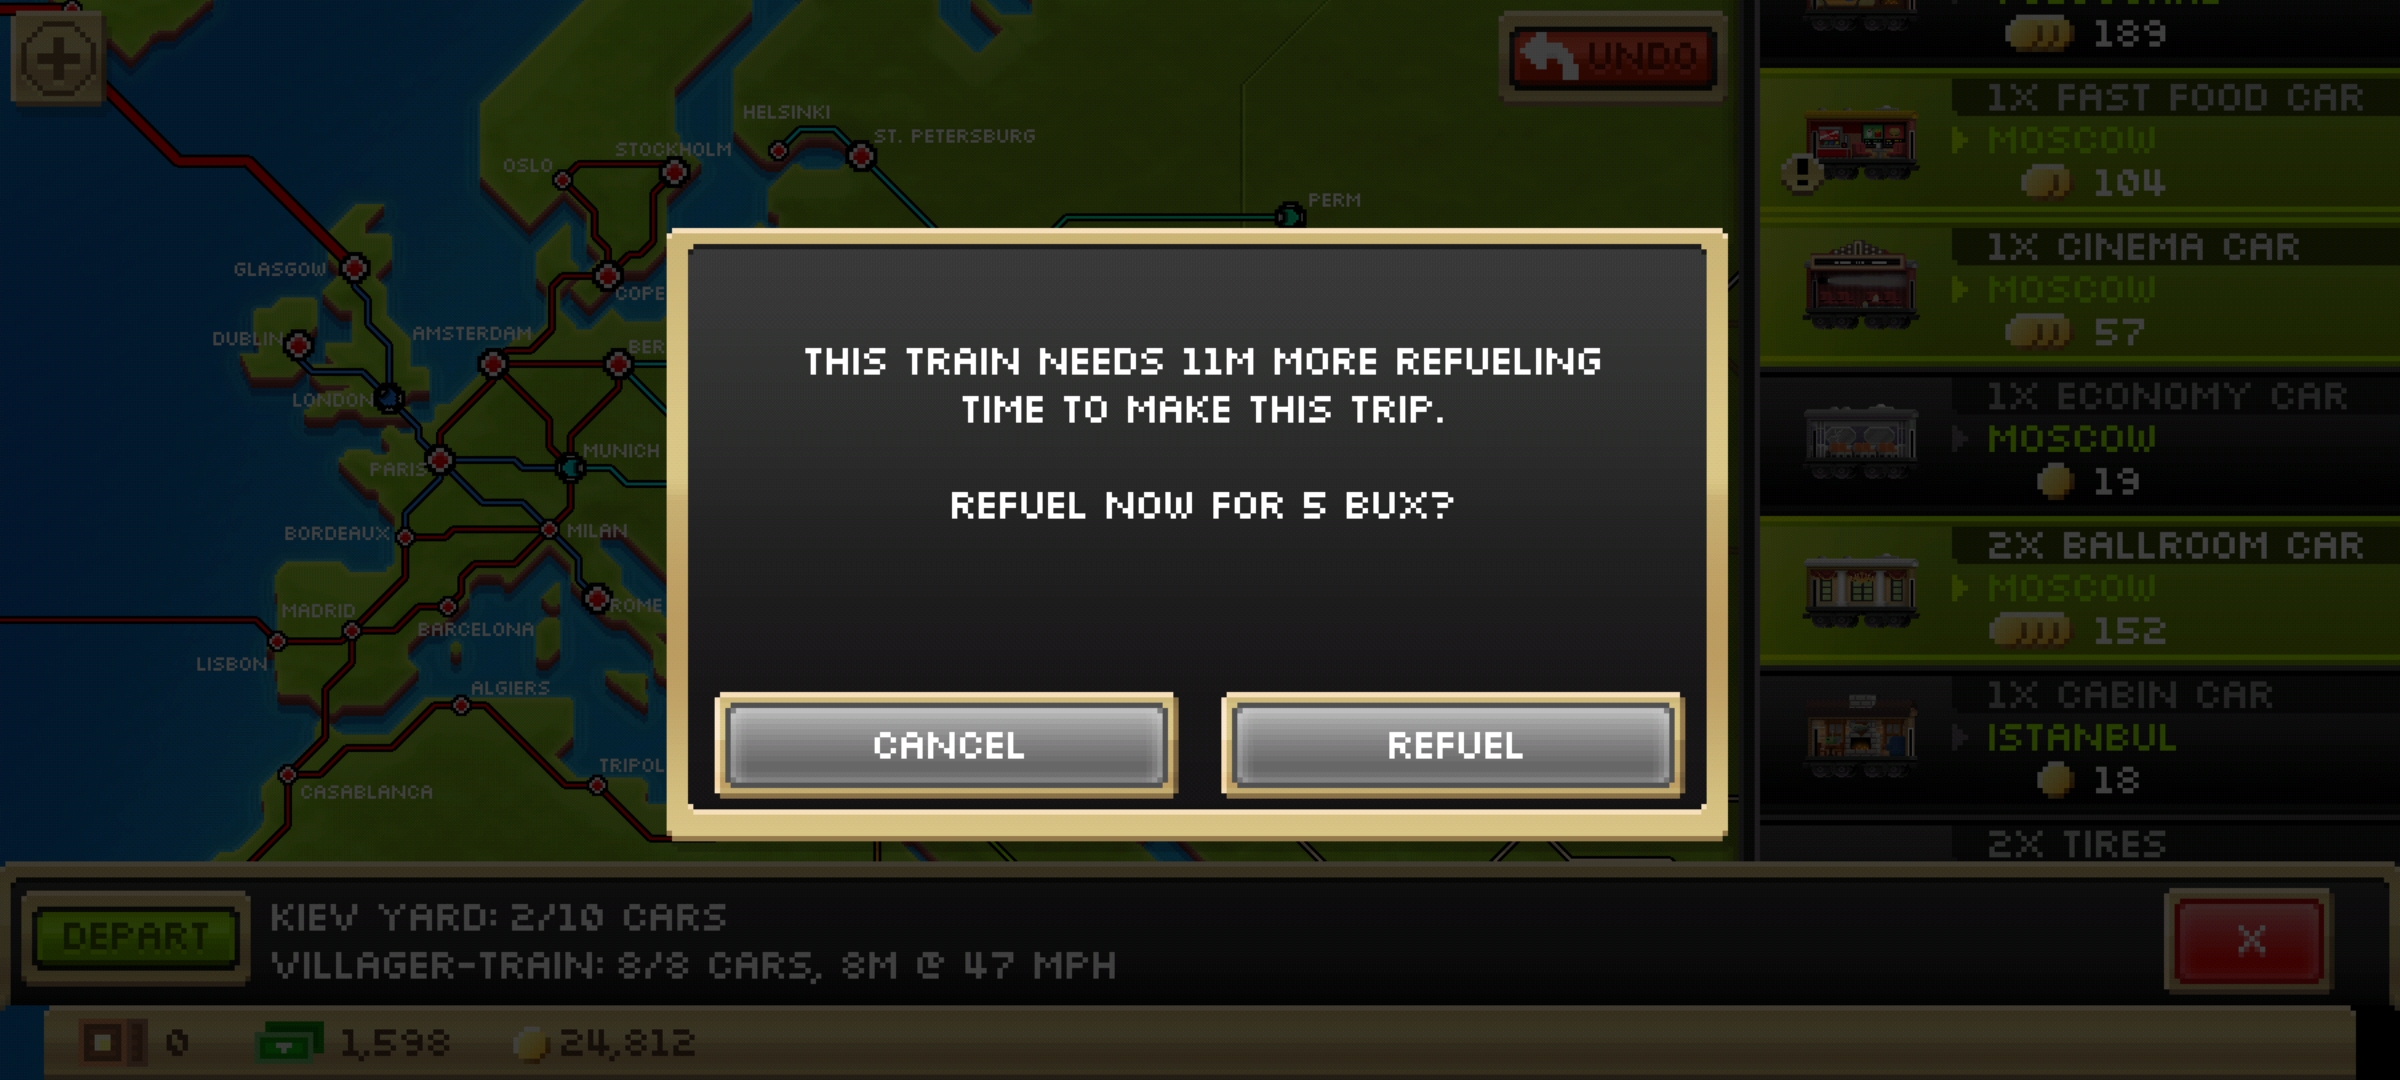 UNDO
HELSINKI
ST. PETERSBURG
STOCKHOLM
OSLO
PERM
GLASGOW
COPE
DUBLIN
AMSTERDAM
BER
LONDON
MUNICH
PARIS
BORDEAUX
MILAN
MADRID
ROME
BARCELONA
LISBON
ALGIERS
TRIPOL
CASABLANCA
THIS TRAIN NEEDS 11M MORE REFUELING
TIME TO MAKE THIS TRIP.
REFUEL NOW FOR 5 BUX?
CANCEL
REFUEL
189
1X FAST FOOD CAR
MOSCOW
104
1X CINEMA CAR
MOSCOW
57
1X ECONOMY CAR
MOSCOW
19
2X BALLROOM CAR
MOSCOW
152
1X CABIN CAR
ISTANBUL
18
2X TIRES
DEPART
KIEV YARD: 2/10 CARS
VILLAGER-TRAIN: 8/8 CARS, 8M @ 47 MPH
X
0
1,598
24,812